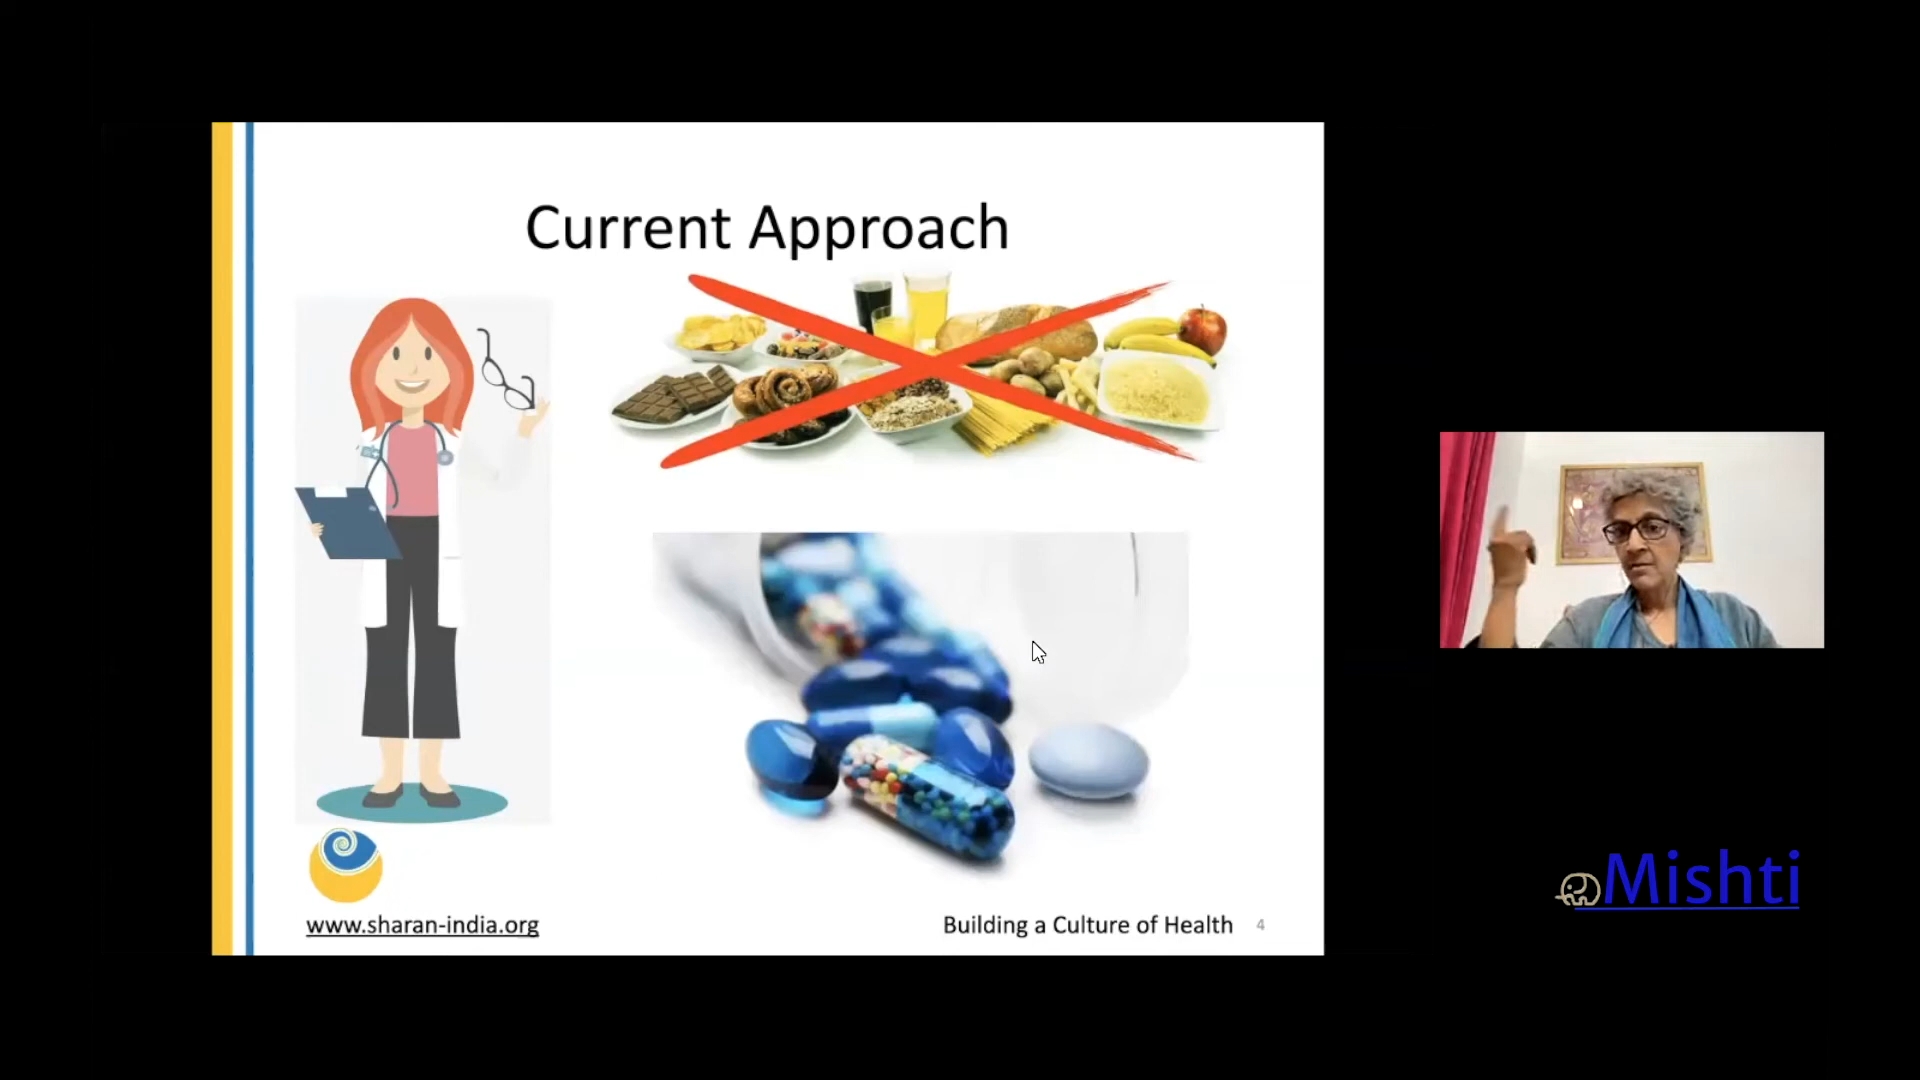 Current Approach
www.sharan-india.org
Building a Culture of Health 4
Mishti